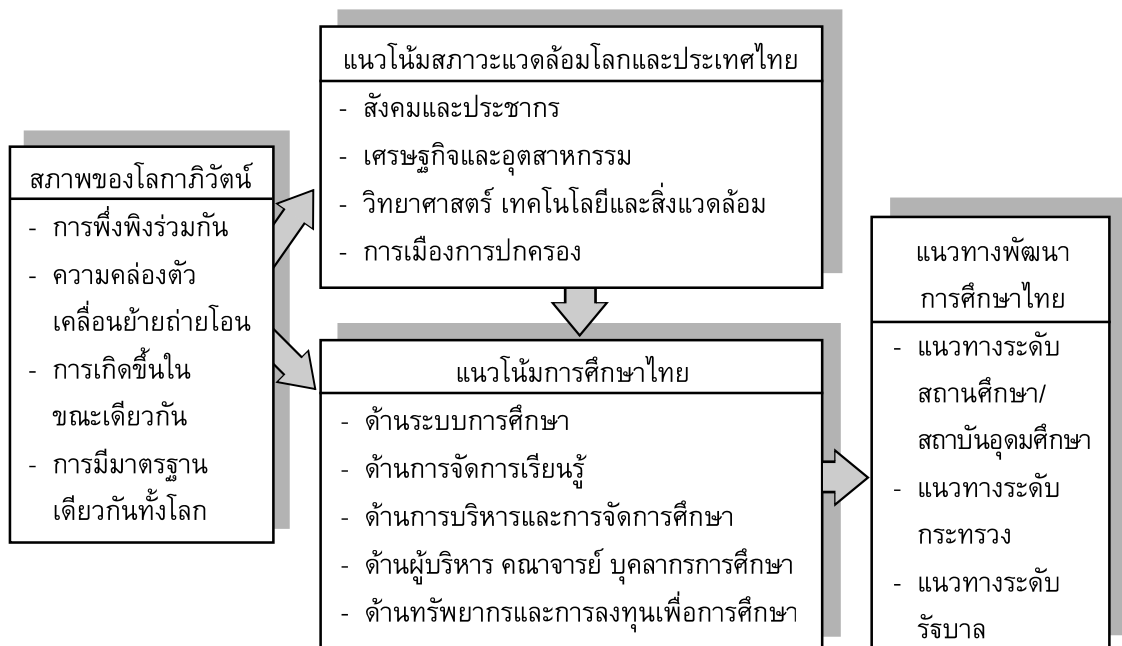 สภาพของโลกาภิวัตน์
- การพึ่งพิงร่วมกัน
- ความคล่องตัว
เคลื่อนย้ายถ่ายโอน
- การเกิดขึ้นใน
ขณะเดียวกัน
- การมีมาตรฐาน
เดียวกันทั้งโลก
แนวโน้มสภาวะแวดล้อมโลกและประเทศไทย
- สังคมและประชากร
- เศรษฐกิจและอุตสาหกรรม
- วิทยาศาสตร์ เทคโนโลยีและสิ่งแวดล้อม
- การเมืองการปกครอง
แนวโน้มการศึกษาไทย
- ด้านระบบการศึกษา
- ด้านการจัดการเรียนรู้
- ด้านการบริหารและการจัดการศึกษา
- ด้านผู้บริหาร คณาจารย์ บุคลากรการศึกษา
- ด้านทรัพยากรและการลงทุนเพื่อการศึกษา
แนวทางพัฒนา
การศึกษาไทย
- แนวทางระดับ
สถานศึกษา/
สถาบันอุดมศึกษา
- แนวทางระดับ
กระทรวง
- แนวทางระดับ
รัฐบาล